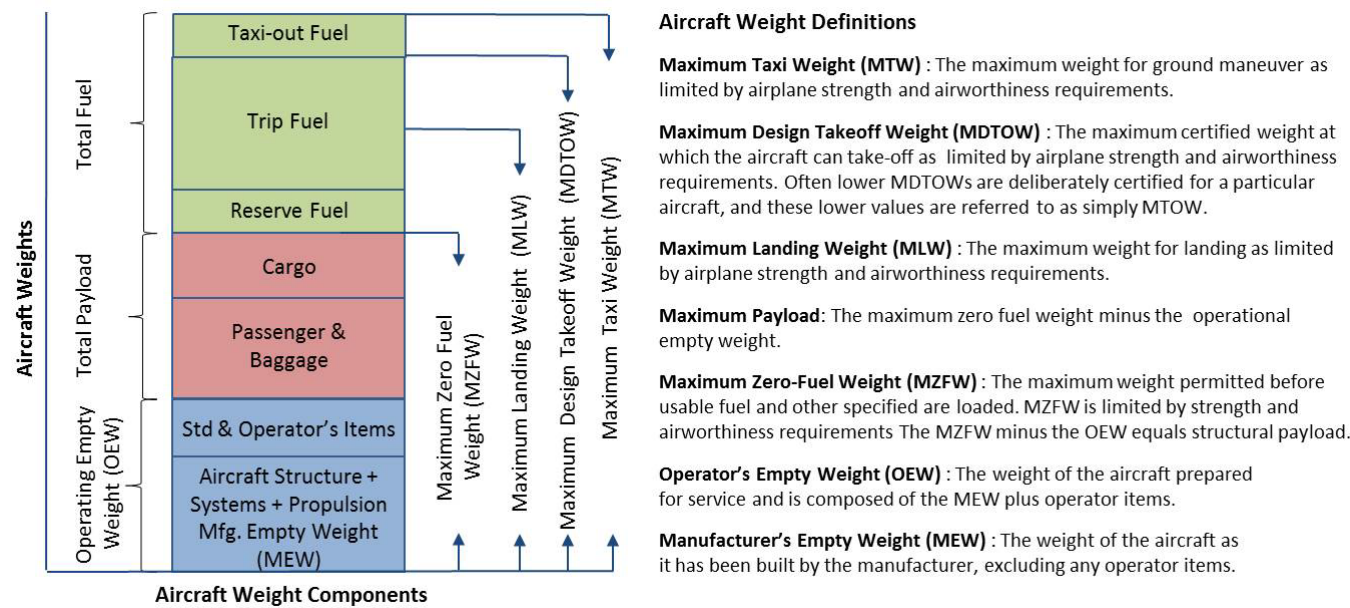 Taxi-out Fuel
Trip Fuel
Reserve Fuel
Cargo
Passenger &
Baggage
Std & Operator's Items
Aircraft Structure +
Systems + Propulsion
Mfg. Empty Weight
(MEW)
Aircraft Weights
Total Fuel
Total Payload
Operating Empty
Weight (OEW)
Maximum Zero Fuel
Weight (MZFW)
Maximum Landing Weight (MLW)
Maximum Design Takeoff Weight (MDTOW)
Maximum Taxi Weight (MTW)
Aircraft Weight Components
Aircraft Weight Definitions
Maximum Taxi Weight (MTW) : The maximum weight for ground maneuver as
limited by airplane strength and airworthiness requirements.
Maximum Design Takeoff Weight (MDTOW) : The maximum certified weight at
which the aircraft can take-off as limited by airplane strength and airworthiness
requirements. Often lower MDTOWs are deliberately certified for a particular
aircraft, and these lower values are referred to as simply MTOW.
Maximum Landing Weight (MLW) : The maximum weight for landing as limited
by airplane strength and airworthiness requirements.
Maximum Payload: The maximum zero fuel weight minus the operational
empty weight.
Maximum Zero-Fuel Weight (MZFW) : The maximum weight permitted before
usable fuel and other specified are loaded. MZFW is limited by strength and
airworthiness requirements The MZFW minus the OEW equals structural payload.
Operator's Empty Weight (OEW) : The weight of the aircraft prepared
for service and is composed of the MEW plus operator items.
Manufacturer's Empty Weight (MEW) : The weight of the aircraft as
it has been built by the manufacturer, excluding any operator items.